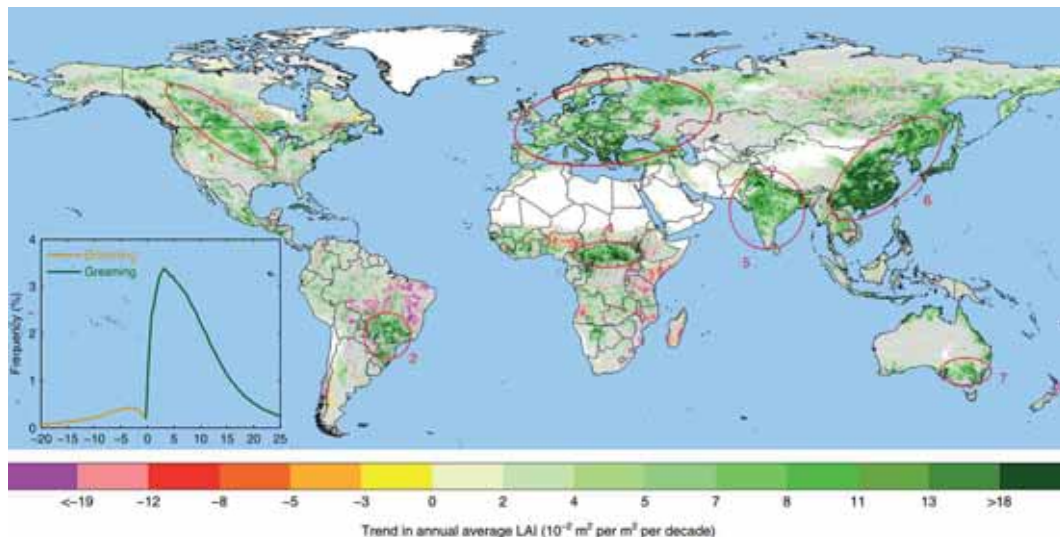 1
2
3
4
5
6
7
4
3
2
1
0
Frequency (%)
Browning
Greening
−20 −15 −10 −5 0 5 10 15 20 25
<−19 −12 −8 −5 −3 0 2 4 5 7 8 11 13 >18
Trend in annual average LAI (10⁻² m² per m² per decade)